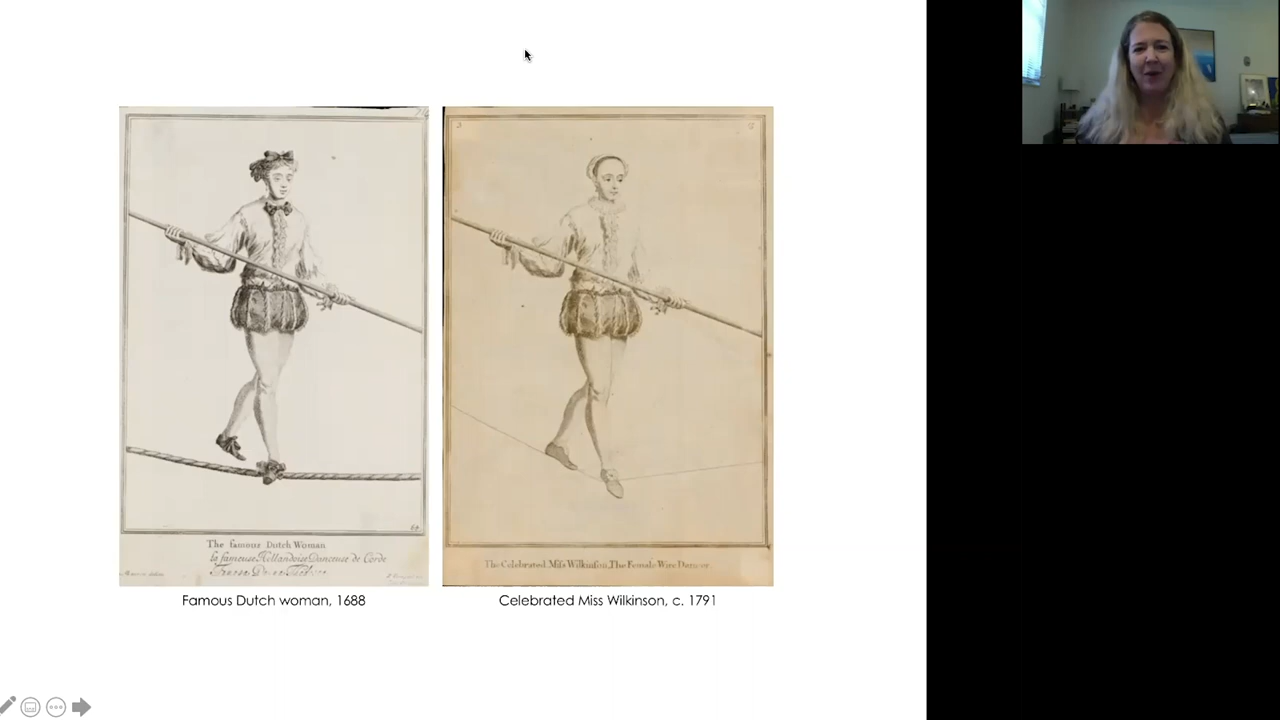 The famous Dutch Woman
la fameuse Hollandoise Danceuse de Corde
Famous Dutch woman, 1688
The Celebrated Miſs Wilkinson, The Female Wire Dancer.
Celebrated Miss Wilkinson, c. 1791